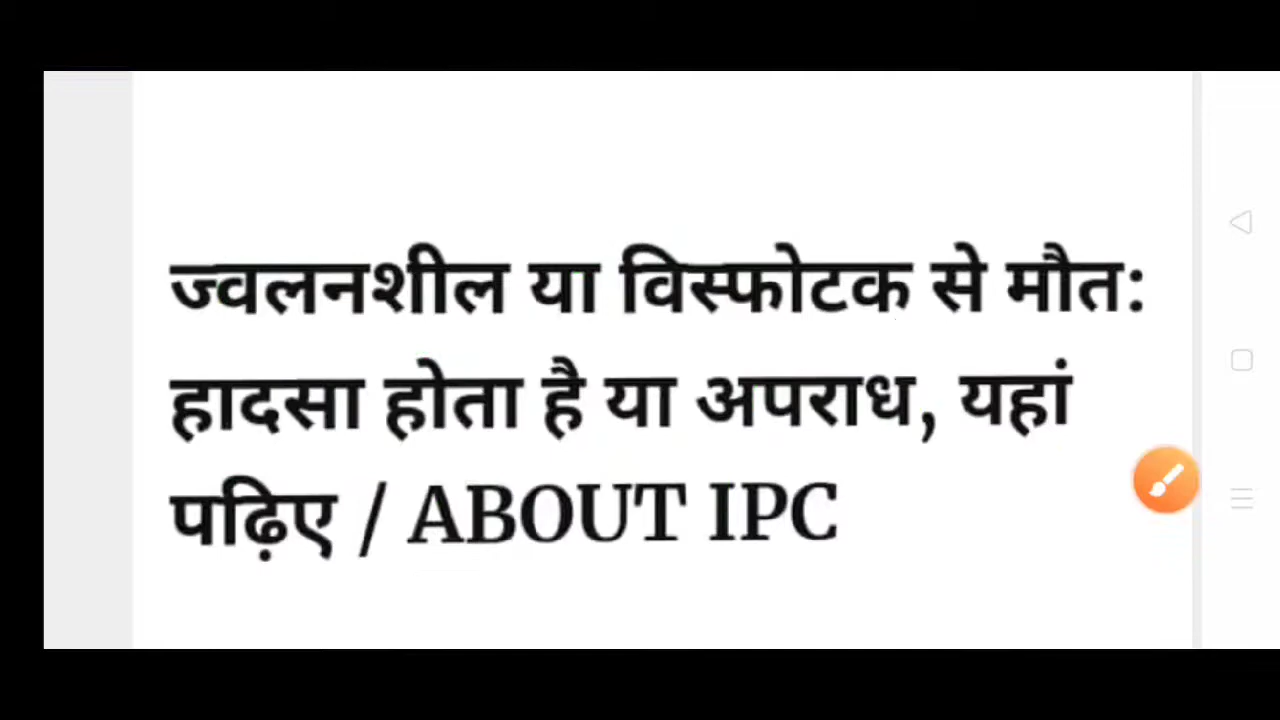 ज्वलनशील या विस्फोटक से मौत:
हादसा होता है या अपराध, यहां
पढ़िए / ABOUT IPC